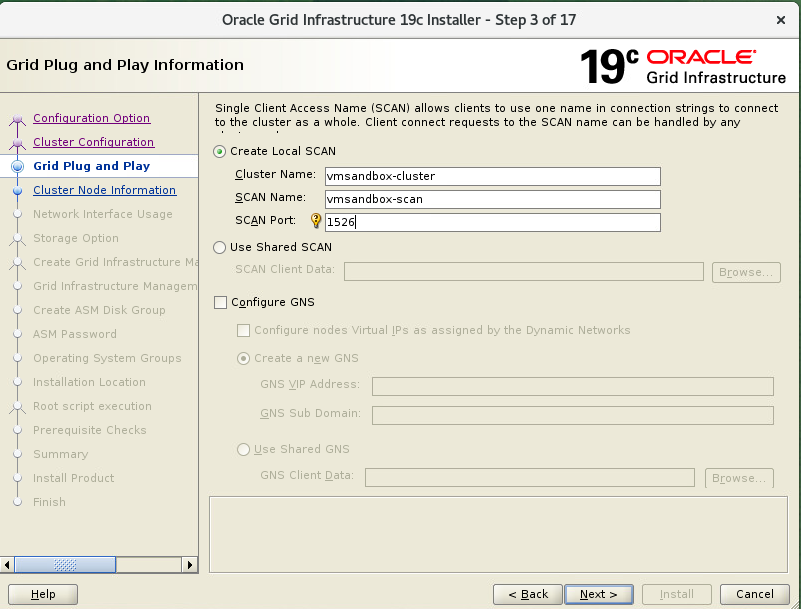 Oracle Grid Infrastructure 19c Installer - Step 3 of 17
Grid Plug and Play Information
19c ORACLE
Grid Infrastructure
Configuration Option
Cluster Configuration
Grid Plug and Play
Cluster Node Information
Network Interface Usage
Storage Option
Create Grid Infrastructure Ma
Grid Infrastructure Managem
Create ASM Disk Group
ASM Password
Operating System Groups
Installation Location
Root script execution
Prerequisite Checks
Summary
Install Product
Finish
Single Client Access Name (SCAN) allows clients to use one name in connection strings to connect
to the cluster as a whole. Client connect requests to the SCAN name can be handled by any
Create Local SCAN
Cluster Name: vmsandbox-cluster
SCAN Name: vmsandbox-scan
SCAN Port: 1526
Use Shared SCAN
SCAN Client Data: Browse...
Configure GNS
Configure nodes Virtual IPs as assigned by the Dynamic Networks
Create a new GNS
GNS VIP Address:
GNS Sub Domain:
Use Shared GNS
GNS Client Data: Browse...
Help < Back Next > Install Cancel